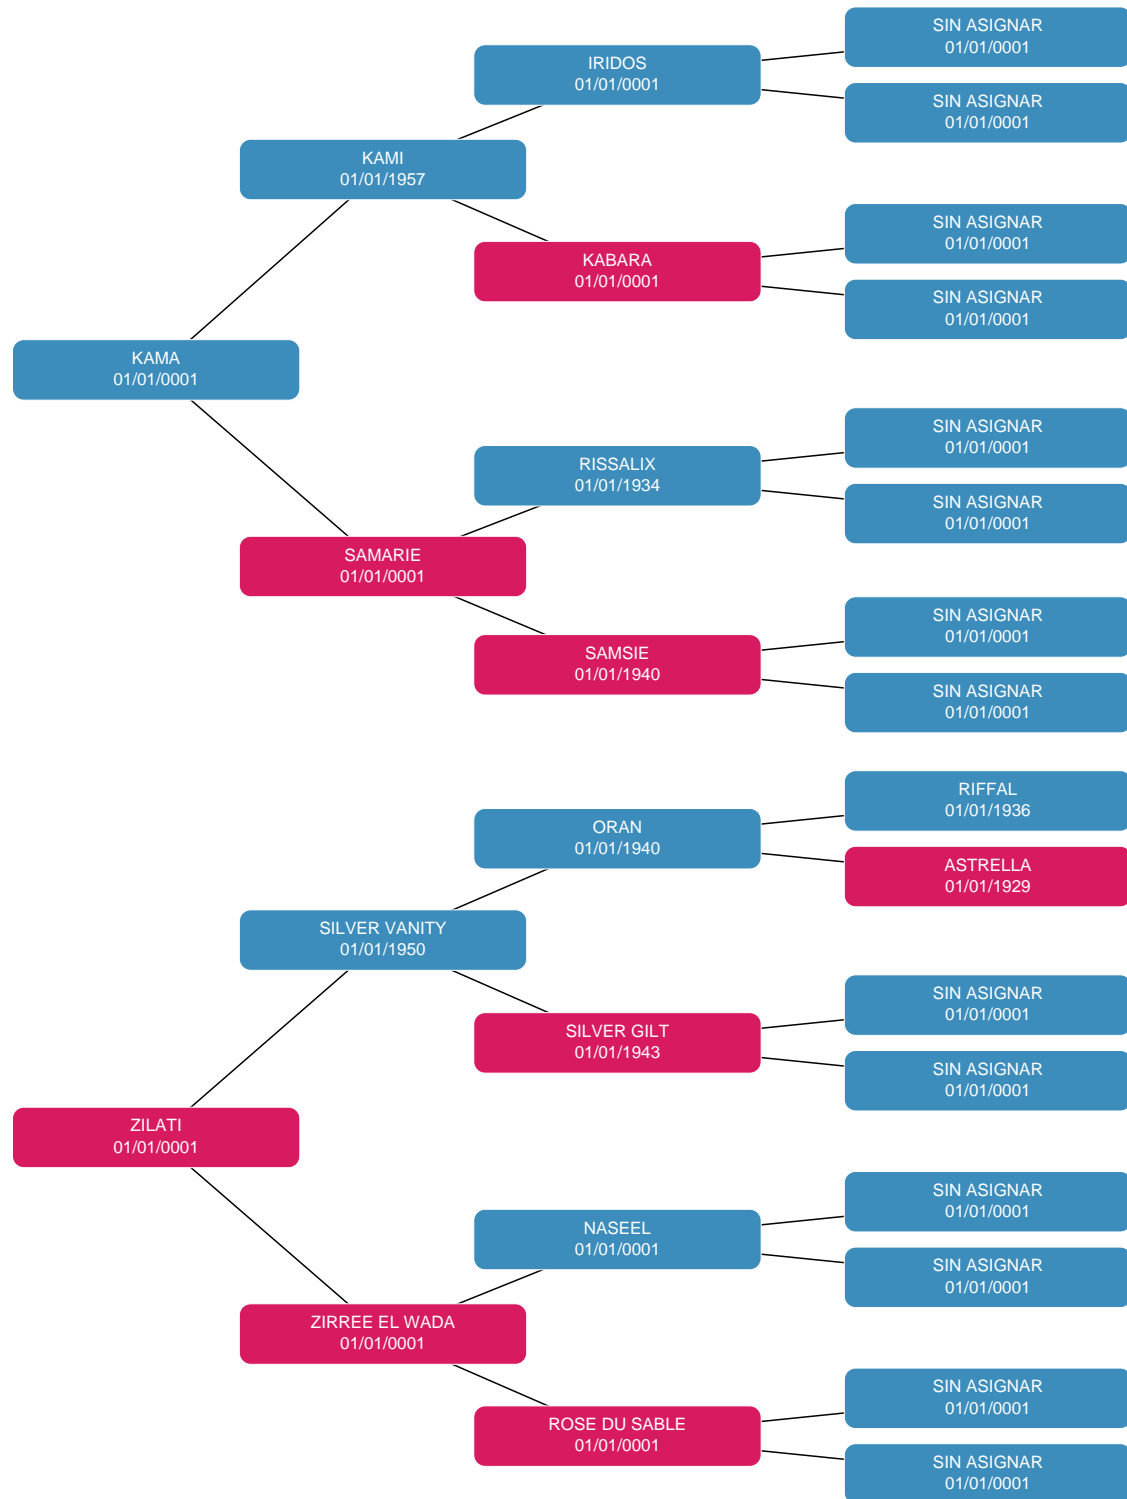 SIN ASIGNAR
01/01/0001
IRIDOS
01/01/0001
SIN ASIGNAR
01/01/0001
KAMI
01/01/1957
SIN ASIGNAR
01/01/0001
KABARA
01/01/0001
SIN ASIGNAR
01/01/0001
KAMA
01/01/0001
SIN ASIGNAR
01/01/0001
RISSALIX
01/01/1934
SIN ASIGNAR
01/01/0001
SAMARIE
01/01/0001
SIN ASIGNAR
01/01/0001
SAMSIE
01/01/1940
SIN ASIGNAR
01/01/0001
RIFFAL
01/01/1936
ORAN
01/01/1940
ASTRELLA
01/01/1929
SILVER VANITY
01/01/1950
SIN ASIGNAR
01/01/0001
SILVER GILT
01/01/1943
SIN ASIGNAR
01/01/0001
ZILATI
01/01/0001
SIN ASIGNAR
01/01/0001
NASEEL
01/01/0001
SIN ASIGNAR
01/01/0001
ZIRREE EL WADA
01/01/0001
SIN ASIGNAR
01/01/0001
ROSE DU SABLE
01/01/0001
SIN ASIGNAR
01/01/0001